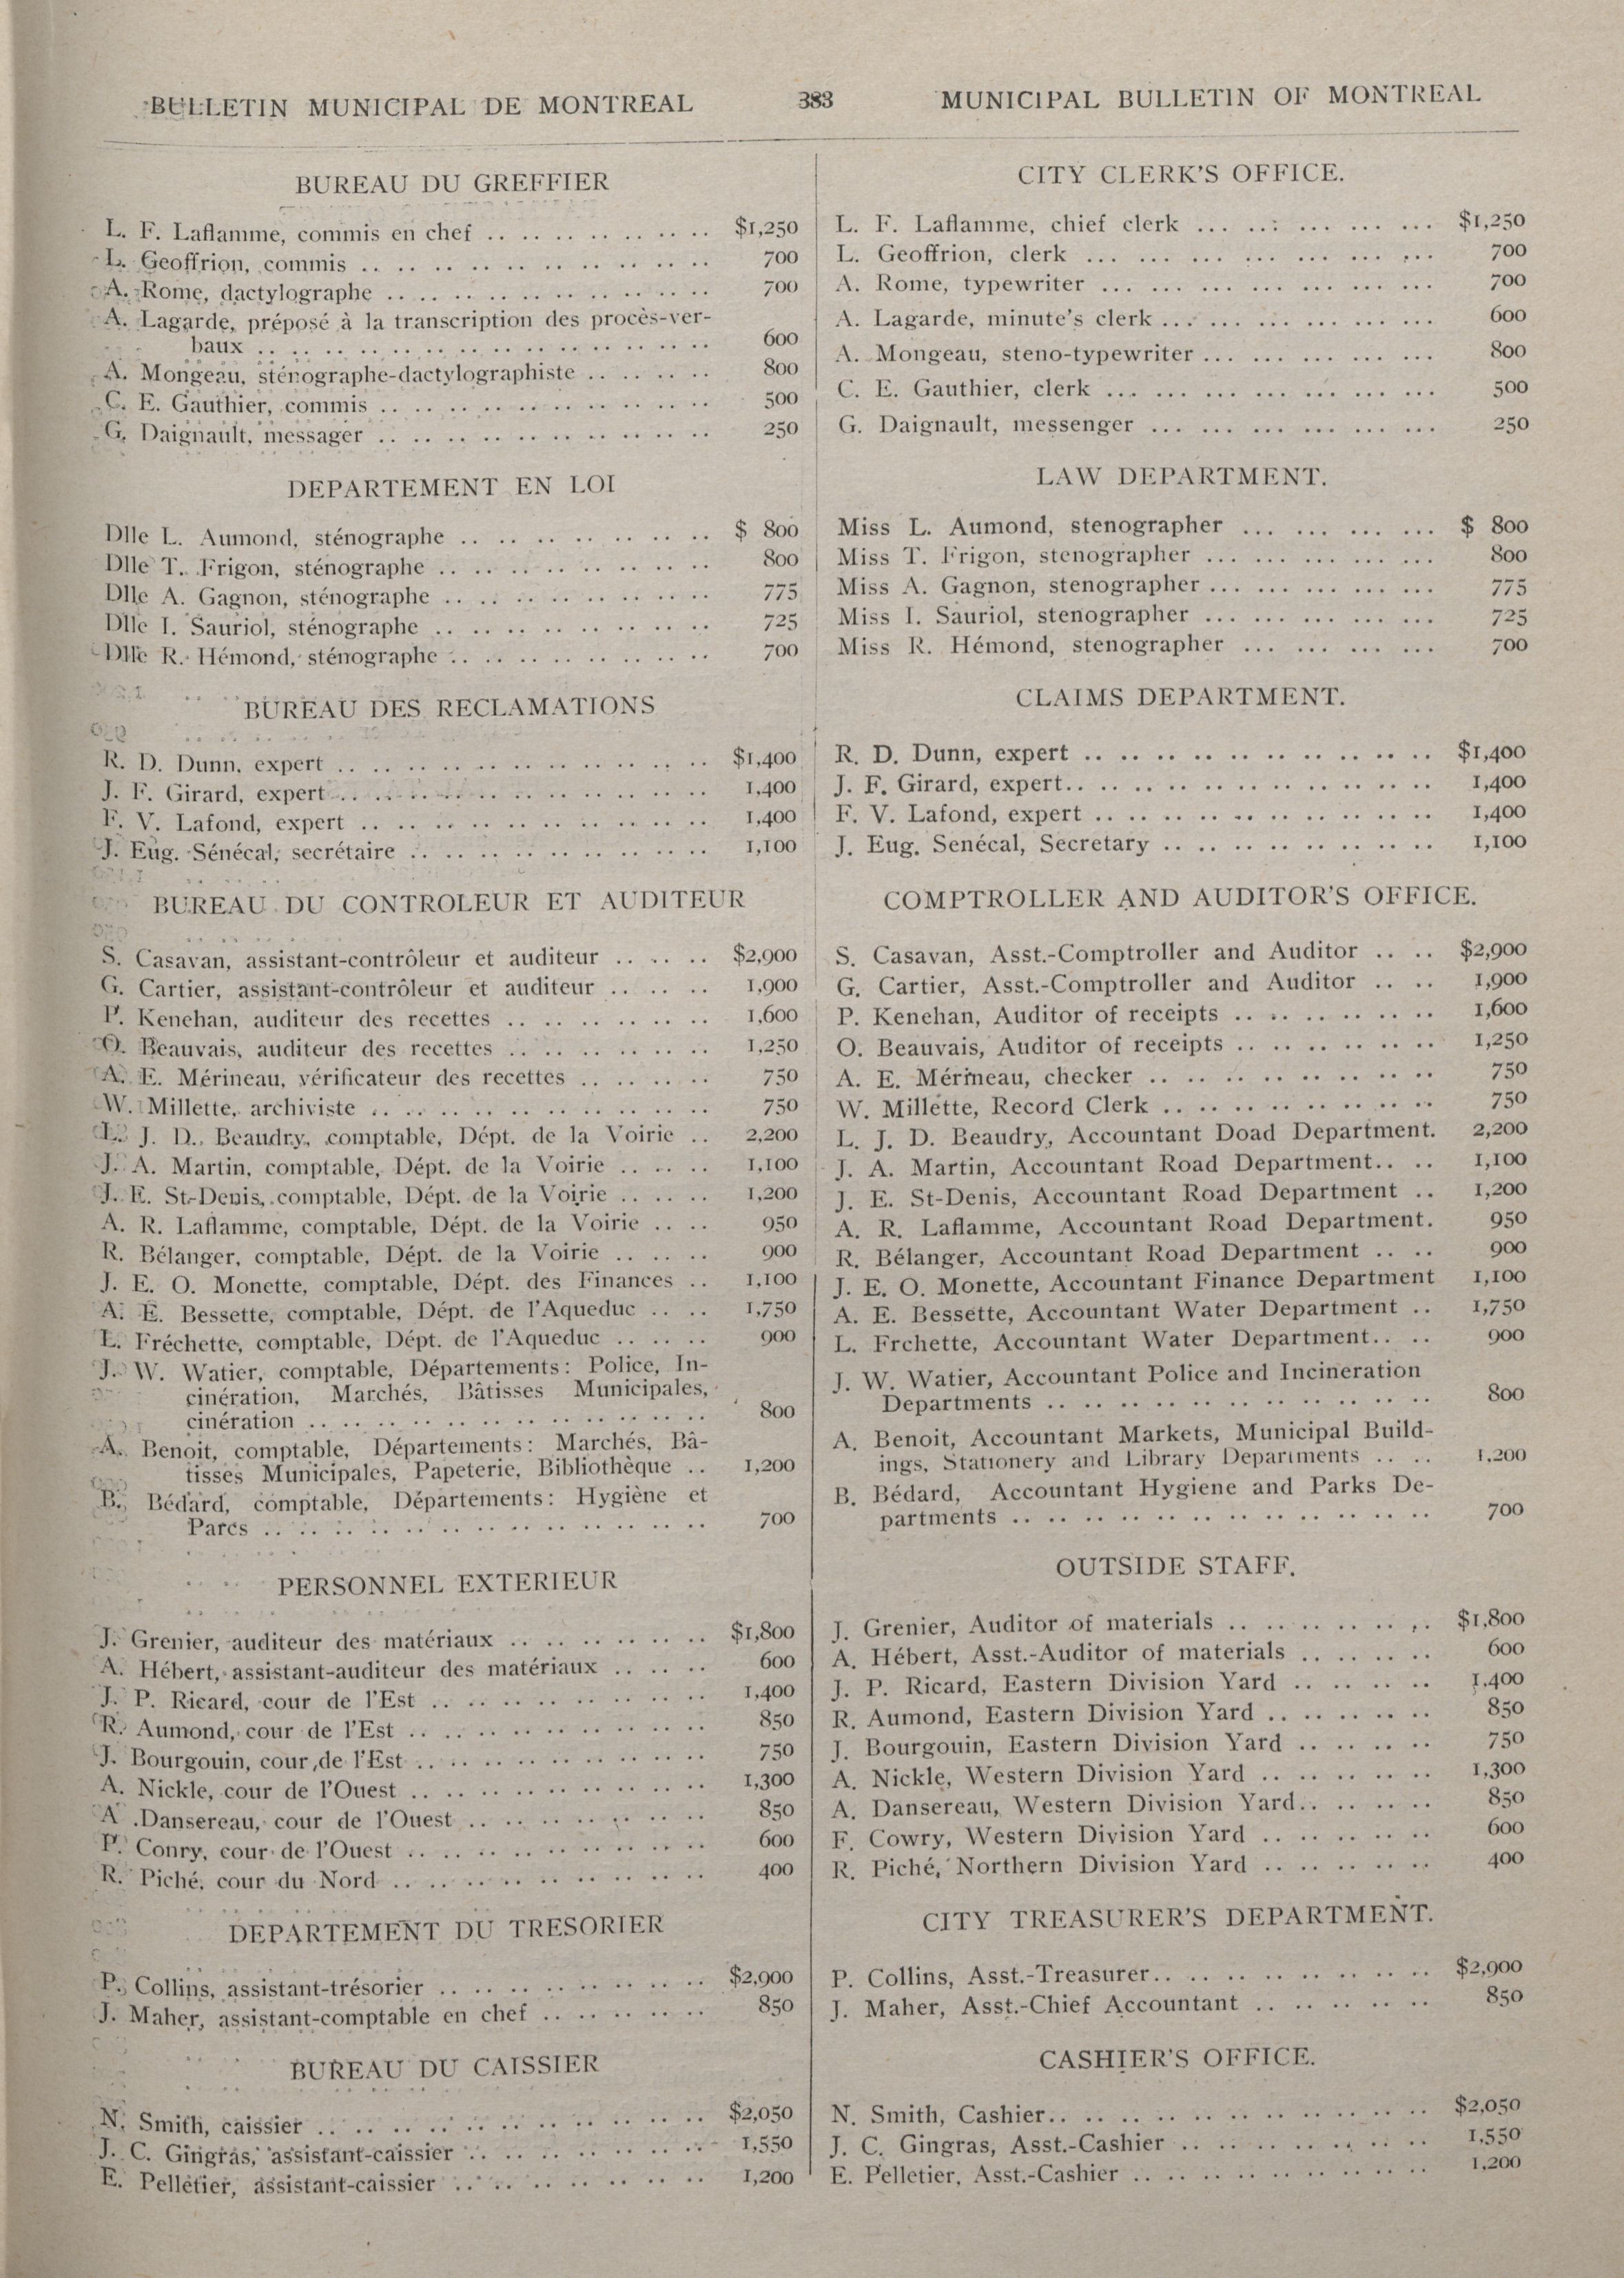 BULLETIN MUNICIPAL DE MONTREAL
383
MUNICIPAL BULLETIN OF MONTREAL
BUREAU DU GREFFIER
L. F. Laflamme, commis en chef .. .. .. .. .. .. .. $1,250
L. Geoffrion, commis .. .. .. .. .. .. .. .. .. .. 700
A. Rome, dactylographe .. .. .. .. .. .. .. .. .. 700
A. Lagarde, préposé à la transcription des procès-ver-
baux .. .. .. .. .. .. .. .. .. .. .. .. .. 600
A. Mongeau, sténographe-dactylographiste .. .. .. .. 800
C. E. Gauthier, commis .. .. .. .. .. .. .. .. .. 500
G. Daignault, messager .. .. .. .. .. .. .. .. .. 250
DEPARTEMENT EN LOI
Dlle L. Aumond, sténographe .. .. .. .. .. .. .. $ 800
Dlle T. Frigon, sténographe .. .. .. .. .. .. .. .. 800
Dlle A. Gagnon, sténographe .. .. .. .. .. .. .. .. 775
Dlle I. Sauriol, sténographe .. .. .. .. .. .. .. .. 725
Dlle R. Hémond, sténographe .. .. .. .. .. .. .. 700
BUREAU DES RECLAMATIONS
R. D. Dunn, expert .. .. .. .. .. .. .. .. .. .. .. $1,400
J. F. Girard, expert .. .. .. .. .. .. .. .. .. .. .. 1,400
F. V. Lafond, expert .. .. .. .. .. .. .. .. .. .. 1,400
J. Eug. Sénécal, secrétaire .. .. .. .. .. .. .. .. .. 1,100
BUREAU DU CONTROLEUR ET AUDITEUR
S. Casavan, assistant-contrôleur et auditeur .. .. .. $2,900
G. Cartier, assistant-contrôleur et auditeur .. .. .. 1,900
P. Kenehan, auditeur des recettes .. .. .. .. .. .. 1,600
O. Beauvais, auditeur des recettes .. .. .. .. .. .. 1,250
A. E. Mérineau, vérificateur des recettes .. .. .. .. 750
W. Millette, archiviste .. .. .. .. .. .. .. .. .. .. 750
L. J. D. Beaudry, comptable, Dépt. de la Voirie .. 2,200
J. A. Martin, comptable, Dépt. de la Voirie .. .. .. 1,100
J. E. St-Denis, comptable, Dépt. de la Voirie .. .. .. 1,200
A. R. Laflamme, comptable, Dépt. de la Voirie .. .. 950
R. Bélanger, comptable, Dépt. de la Voirie .. .. .. 900
J. E. O. Monette, comptable, Dépt. des Finances .. 1,100
A. E. Bessette, comptable, Dépt. de l'Aqueduc .. .. 1,750
L. Fréchette, comptable, Dépt. de l'Aqueduc .. .. .. 900
J. W. Watier, comptable, Départements: Police, In-
cinération, Marchés, Bâtisses Municipales,
cinération .. .. .. .. .. .. .. .. .. .. .. 800
A. Benoit, comptable, Départements: Marchés, Bâ-
tisses Municipales, Papeterie, Bibliothèque .. 1,200
B. Bédard, comptable, Départements: Hygiène et
Parcs .. .. .. .. .. .. .. .. .. .. .. .. 700
PERSONNEL EXTERIEUR
J. Grenier, auditeur des matériaux .. .. .. .. .. .. $1,800
A. Hébert, assistant-auditeur des matériaux .. .. .. 600
J. P. Ricard, cour de l'Est .. .. .. .. .. .. .. .. 1,400
R. Aumond, cour de l'Est .. .. .. .. .. .. .. .. .. 850
J. Bourgouin, cour de l'Est .. .. .. .. .. .. .. .. 750
A. Nickle, cour de l'Ouest .. .. .. .. .. .. .. .. 1,300
A .Dansereau, cour de l'Ouest .. .. .. .. .. .. .. 850
P. Conry, cour de l'Ouest .. .. .. .. .. .. .. .. .. 600
R. Piché, cour du Nord .. .. .. .. .. .. .. .. .. 400
DEPARTEMENT DU TRESORIER
P. Collins, assistant-trésorier .. .. .. .. .. .. .. .. $2,900
J. Maher, assistant-comptable en chef .. .. .. .. .. 850
BUREAU DU CAISSIER
N. Smith, caissier .. .. .. .. .. .. .. .. .. .. .. $2,050
J. C. Gingras, assistant-caissier .. .. .. .. .. .. .. 1,550
E. Pelletier, assistant-caissier .. .. .. .. .. .. .. 1,200
CITY CLERK'S OFFICE.
L. F. Laflamme, chief clerk ... ... ... ... ... $1,250
L. Geoffrion, clerk ... ... ... ... ... ... ... 700
A. Rome, typewriter ... ... ... ... ... ... ... 700
A. Lagarde, minute's clerk ... ... ... ... ... ... 600
A. Mongeau, steno-typewriter ... ... ... ... ... 800
C. E. Gauthier, clerk ... ... ... ... ... ... ... 500
G. Daignault, messenger ... ... ... ... ... ... 250
LAW DEPARTMENT.
Miss L. Aumond, stenographer ... ... ... ... $ 800
Miss T. Frigon, stenographer ... ... ... ... ... 800
Miss A. Gagnon, stenographer ... ... ... ... ... 775
Miss I. Sauriol, stenographer ... ... ... ... ... 725
Miss R. Hémond, stenographer ... ... ... ... 700
CLAIMS DEPARTMENT.
R. D. Dunn, expert .. .. .. .. .. .. .. .. .. .. $1,400
J. F. Girard, expert.. .. .. .. .. .. .. .. .. .. .. 1,400
F. V. Lafond, expert .. .. .. .. .. .. .. .. .. .. 1,400
J. Eug. Senécal, Secretary .. .. .. .. .. .. .. .. 1,100
COMPTROLLER AND AUDITOR'S OFFICE.
S. Casavan, Asst.-Comptroller and Auditor .. .. $2,900
G. Cartier, Asst.-Comptroller and Auditor .. .. 1,900
P. Kenehan, Auditor of receipts .. .. .. .. .. .. 1,600
O. Beauvais, Auditor of receipts .. .. .. .. .. .. 1,250
A. E. Mérineau, checker .. .. .. .. .. .. .. .. 750
W. Millette, Record Clerk .. .. .. .. .. .. .. .. 750
L. J. D. Beaudry, Accountant Doad Department. 2,200
J. A. Martin, Accountant Road Department.. .. 1,100
J. E. St-Denis, Accountant Road Department .. 1,200
A. R. Laflamme, Accountant Road Department. 950
R. Bélanger, Accountant Road Department .. .. 900
J. E. O. Monette, Accountant Finance Department 1,100
A. E. Bessette, Accountant Water Department .. 1,750
L. Frchette, Accountant Water Department.. .. 900
J. W. Watier, Accountant Police and Incineration
Departments .. .. .. .. .. .. .. .. .. .. .. 800
A. Benoit, Accountant Markets, Municipal Build-
ings, Stationery and Library Departments .. .. 1,200
B. Bédard, Accountant Hygiene and Parks De-
partments .. .. .. .. .. .. .. .. .. .. .. .. 700
OUTSIDE STAFF.
J. Grenier, Auditor of materials .. .. .. .. .. .. $1,800
A. Hébert, Asst.-Auditor of materials .. .. .. .. 600
J. P. Ricard, Eastern Division Yard .. .. .. .. 1,400
R. Aumond, Eastern Division Yard .. .. .. .. .. 850
J. Bourgouin, Eastern Division Yard .. .. .. .. 750
A. Nickle, Western Division Yard .. .. .. .. .. 1,300
A. Dansereau, Western Division Yard.. .. .. .. 850
F. Cowry, Western Division Yard .. .. .. .. .. 600
R. Piché, Northern Division Yard .. .. .. .. .. 400
CITY TREASURER'S DEPARTMENT.
P. Collins, Asst.-Treasurer.. .. .. .. .. .. .. .. $2,900
J. Maher, Asst.-Chief Accountant .. .. .. .. .. 850
CASHIER'S OFFICE.
N. Smith, Cashier.. .. .. .. .. .. .. .. .. .. .. $2,050
J. C. Gingras, Asst.-Cashier .. .. .. .. .. .. .. 1,550
E. Pelletier, Asst.-Cashier .. .. .. .. .. .. .. .. 1,200